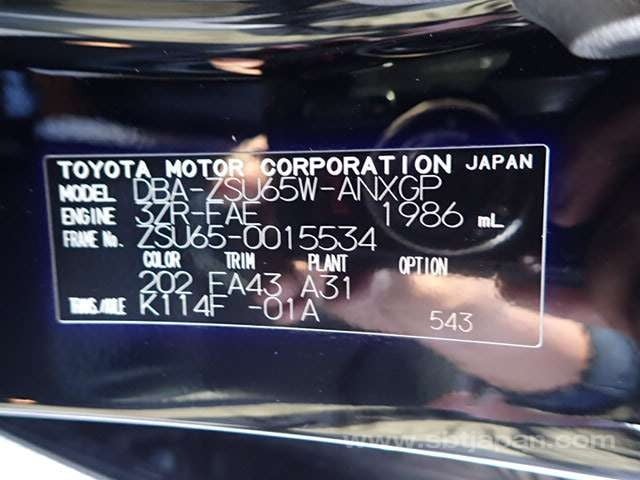 TOYOTA MOTOR CORPORATION JAPAN
MODEL DBA-ZSU65W-ANXGP
ENGINE 3ZR-FAE 1986 mL
FRAME No. ZSU65-0015534
COLOR TRIM PLANT OPTION
202 FA43 A31
TRANS/AXLE K114F -01A 543
www.sbtjapan.com